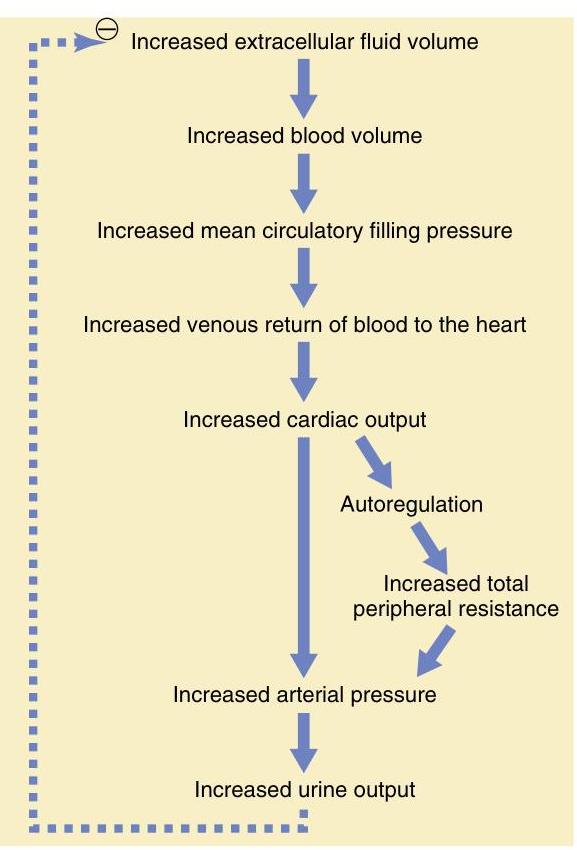 ⊖
Increased extracellular fluid volume
Increased blood volume
Increased mean circulatory filling pressure
Increased venous return of blood to the heart
Increased cardiac output
Autoregulation
Increased total
peripheral resistance
Increased arterial pressure
Increased urine output